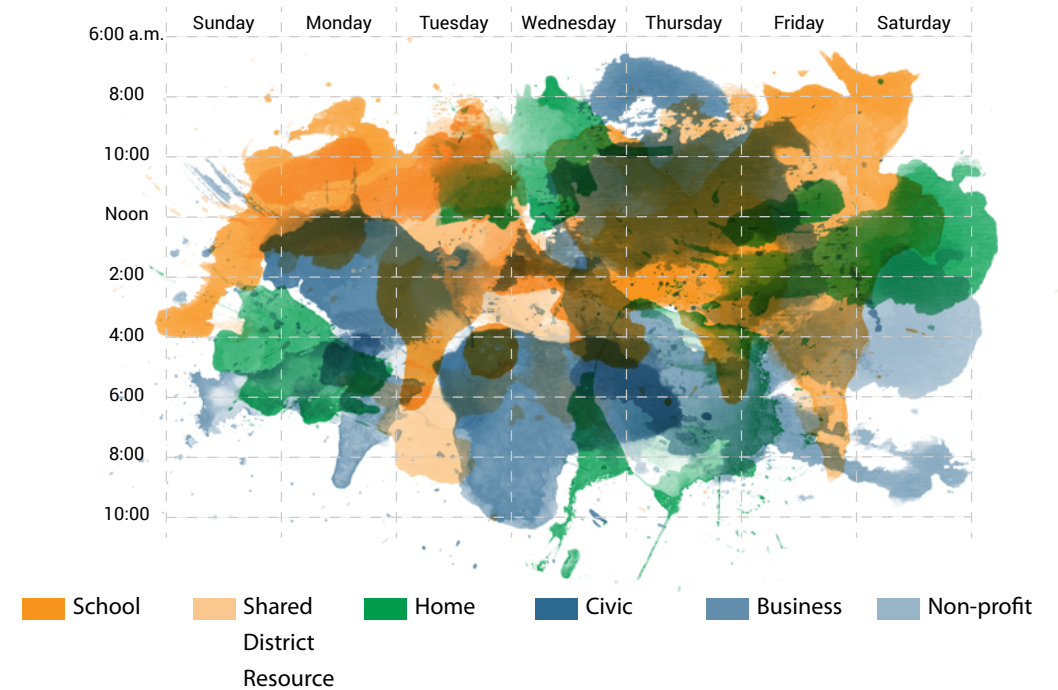 Sunday Monday Tuesday Wednesday Thursday Friday Saturday
6:00 a.m.
8:00
10:00
Noon
2:00
4:00
6:00
8:00
10:00
School Shared Home Civic Business Non-profit
District
Resource